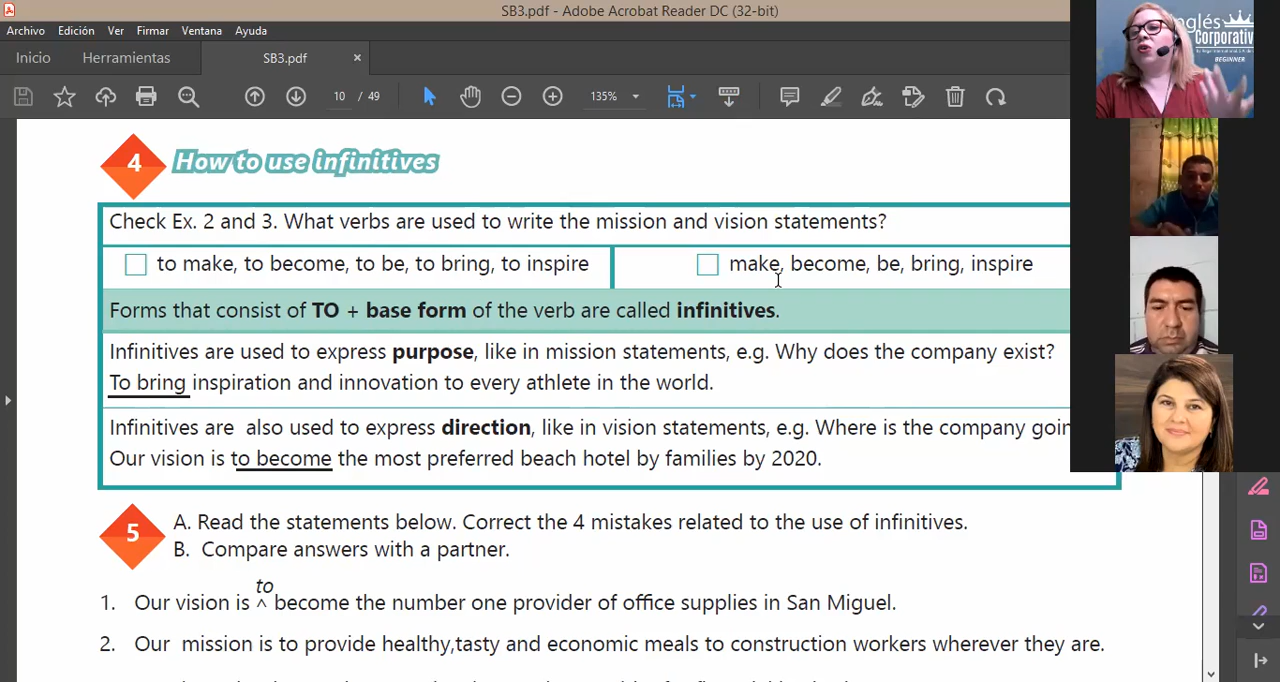 SB3.pdf - Adobe Acrobat Reader DC (32-bit)
Archivo Edición Ver Firmar Ventana Ayuda
Inicio Herramientas SB3.pdf ×
10 / 49 135%
nglés
Corporativ
BEGINNER
4 How to use infinitives
Check Ex. 2 and 3. What verbs are used to write the mission and vision statements?
to make, to become, to be, to bring, to inspire
make, become, be, bring, inspire
Forms that consist of TO + base form of the verb are called infinitives.
Infinitives are used to express purpose, like in mission statements, e.g. Why does the company exist?
To bring inspiration and innovation to every athlete in the world.
Infinitives are also used to express direction, like in vision statements, e.g. Where is the company goin
Our vision is to become the most preferred beach hotel by families by 2020.
5 A. Read the statements below. Correct the 4 mistakes related to the use of infinitives.
B. Compare answers with a partner.
to
1. Our vision is ^ become the number one provider of office supplies in San Miguel.
2. Our mission is to provide healthy,tasty and economic meals to construction workers wherever they are.